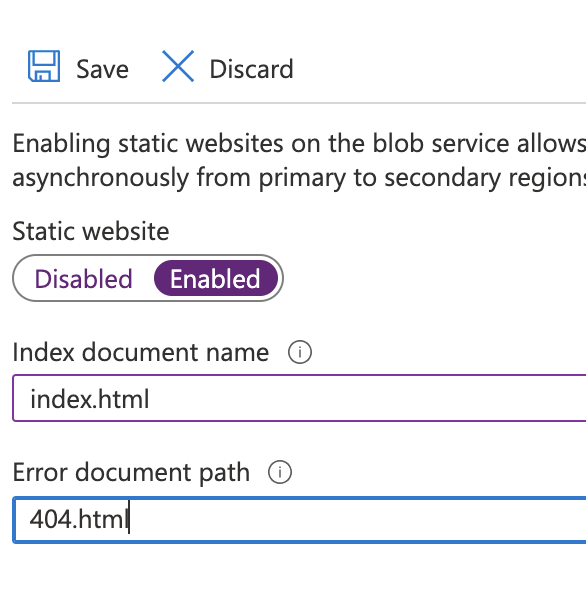 Save Discard
Enabling static websites on the blob service allows
asynchronously from primary to secondary regions
Static website
Disabled Enabled
Index document name
index.html
Error document path
404.html